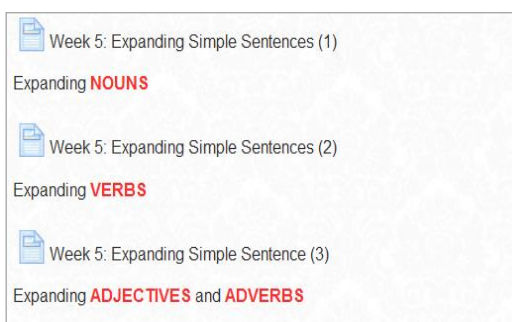 Week 5: Expanding Simple Sentences (1)
Expanding NOUNS
Week 5: Expanding Simple Sentences (2)
Expanding VERBS
Week 5: Expanding Simple Sentence (3)
Expanding ADJECTIVES and ADVERBS